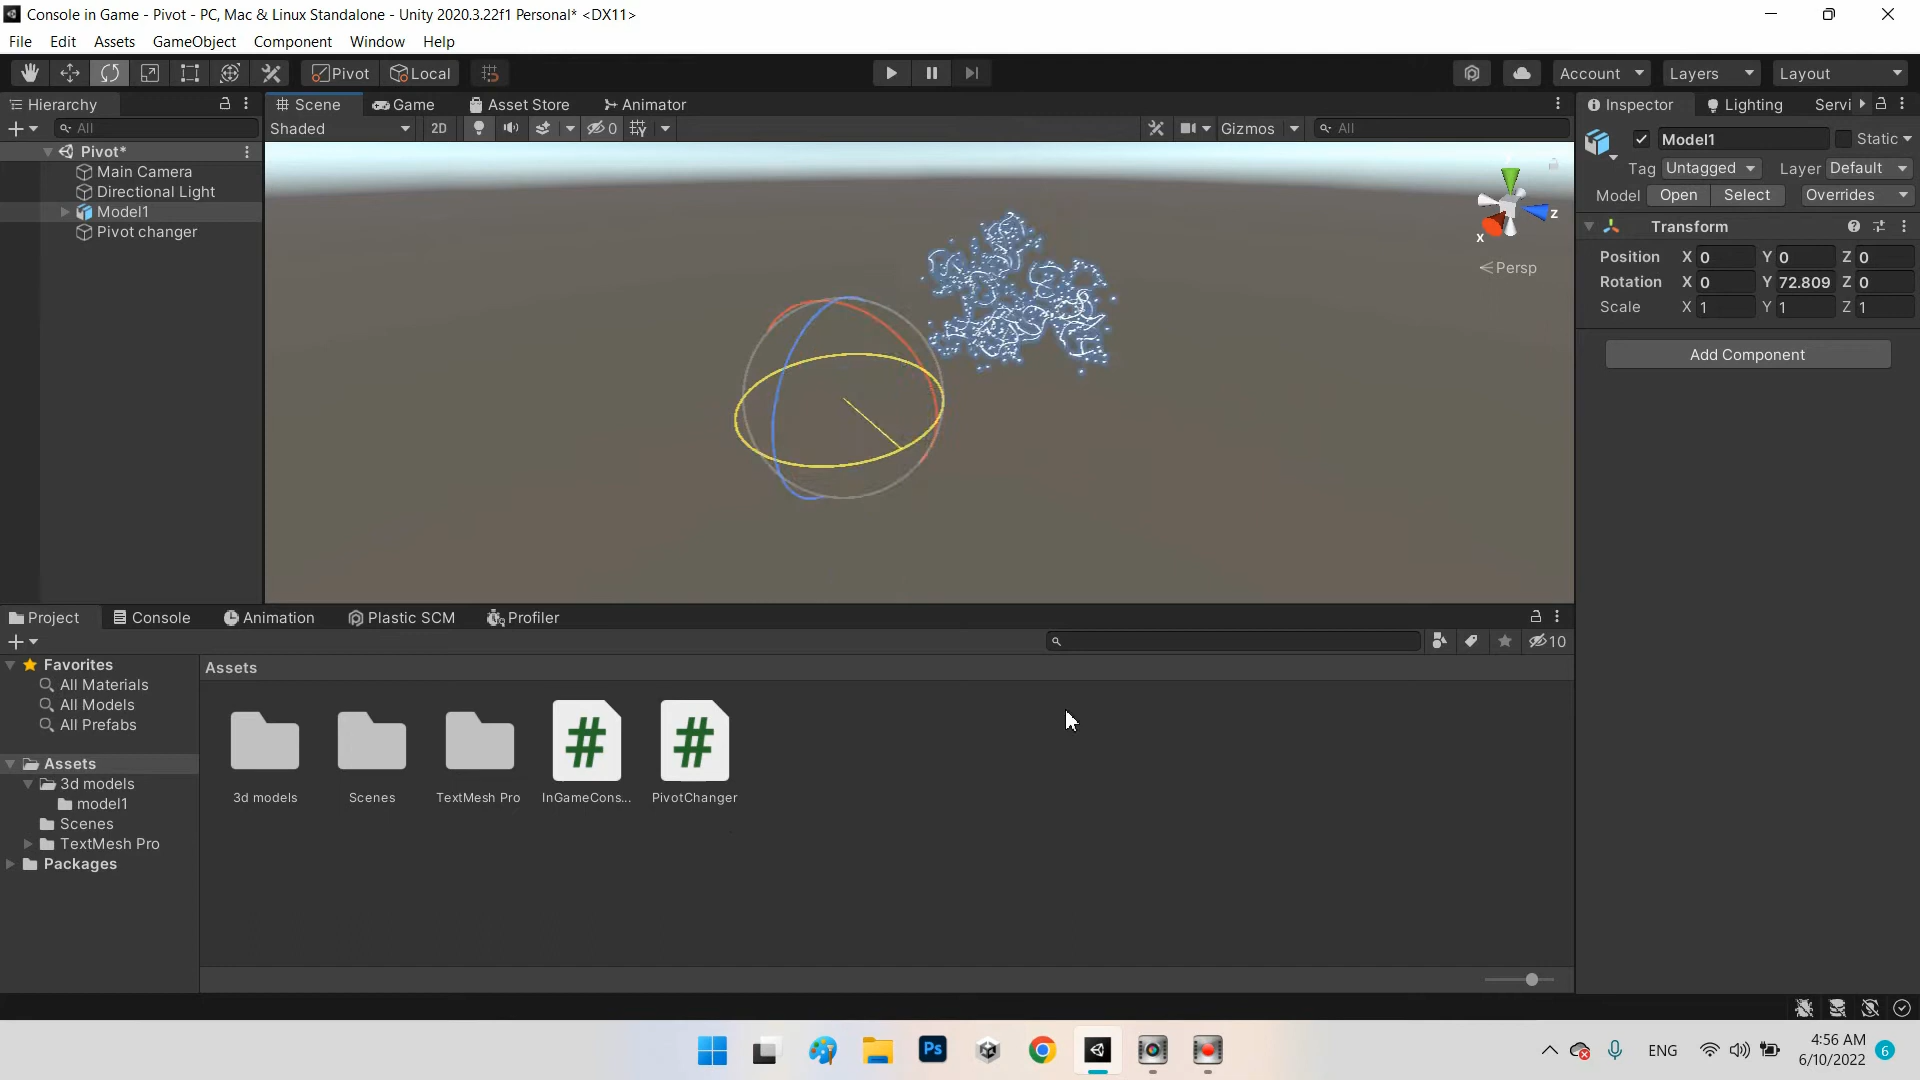 Console in Game - Pivot - PC, Mac & Linux Standalone - Unity 2020.3.22f1 Personal* <DX11>
File Edit Assets GameObject Component Window Help
Pivot Local Account Layers Layout
Hierarchy
All
Pivot*
Main Camera
Directional Light
Model1
Pivot changer
Scene Game Asset Store Animator
Shaded 2D 0 Gizmos All
Y
x
z
Persp
Inspector Lighting Servi
Model1 Static
Tag Untagged Layer Default
Model Open Select Overrides
Transform
Position X 0 Y 0 Z 0
Rotation X 0 Y 72.809 Z 0
Scale X 1 Y 1 Z 1
Add Component
Project Console Animation Plastic SCM Profiler
10
Favorites
All Materials
All Models
All Prefabs
Assets
3d models
model1
Scenes
TextMesh Pro
Packages
Assets
# #
3d models Scenes TextMesh Pro InGameCons... PivotChanger
Ps
ENG
4:56 AM
6/10/2022
6